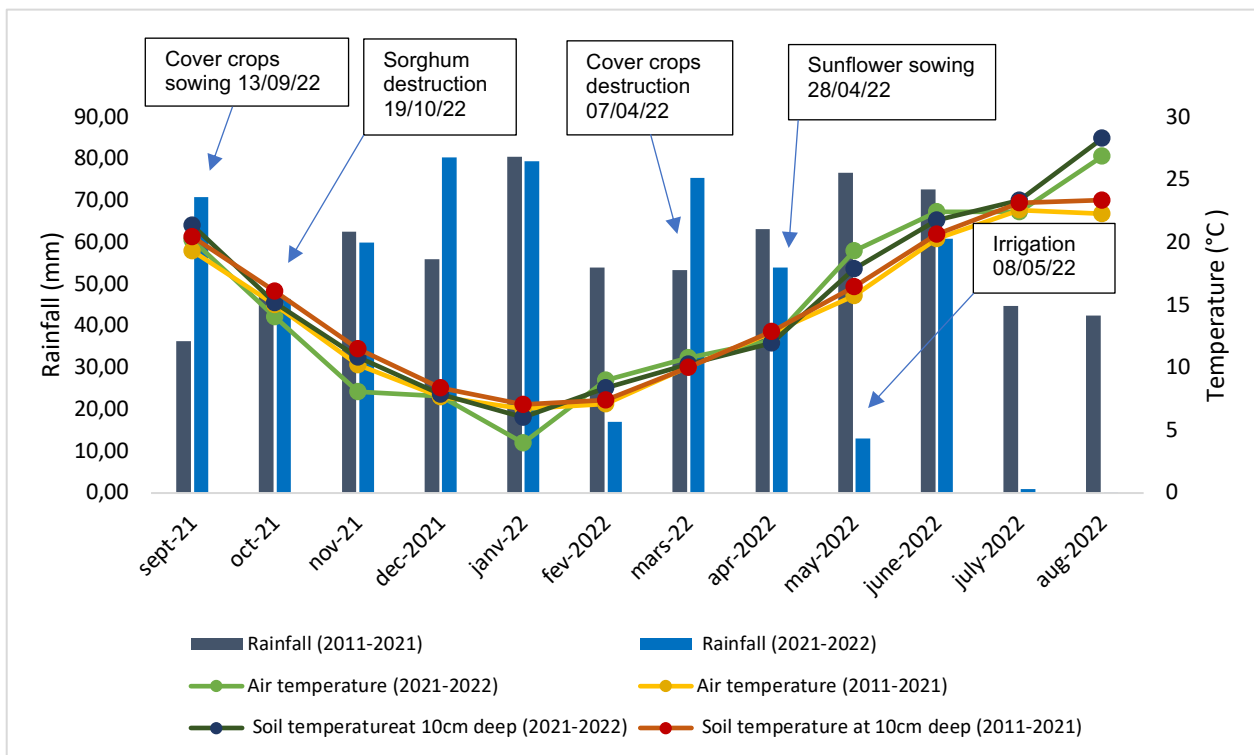 Cover crops
sowing 13/09/22
Sorghum
destruction
19/10/22
Cover crops
destruction
07/04/22
Sunflower sowing
28/04/22
Irrigation
08/05/22
90,00
80,00
70,00
60,00
50,00
40,00
30,00
20,00
10,00
0,00
Rainfall (mm)
30
25
20
15
10
5
0
Temperature (°C)
sept-21
oct-21
nov-21
dec-2021
janv-22
fev-2022
mars-22
apr-2022
may-2022
june-2022
july-2022
aug-2022
Rainfall (2011-2021)
Rainfall (2021-2022)
Air temperature (2021-2022)
Air temperature (2011-2021)
Soil temperatureat 10cm deep (2021-2022)
Soil temperature at 10cm deep (2011-2021)